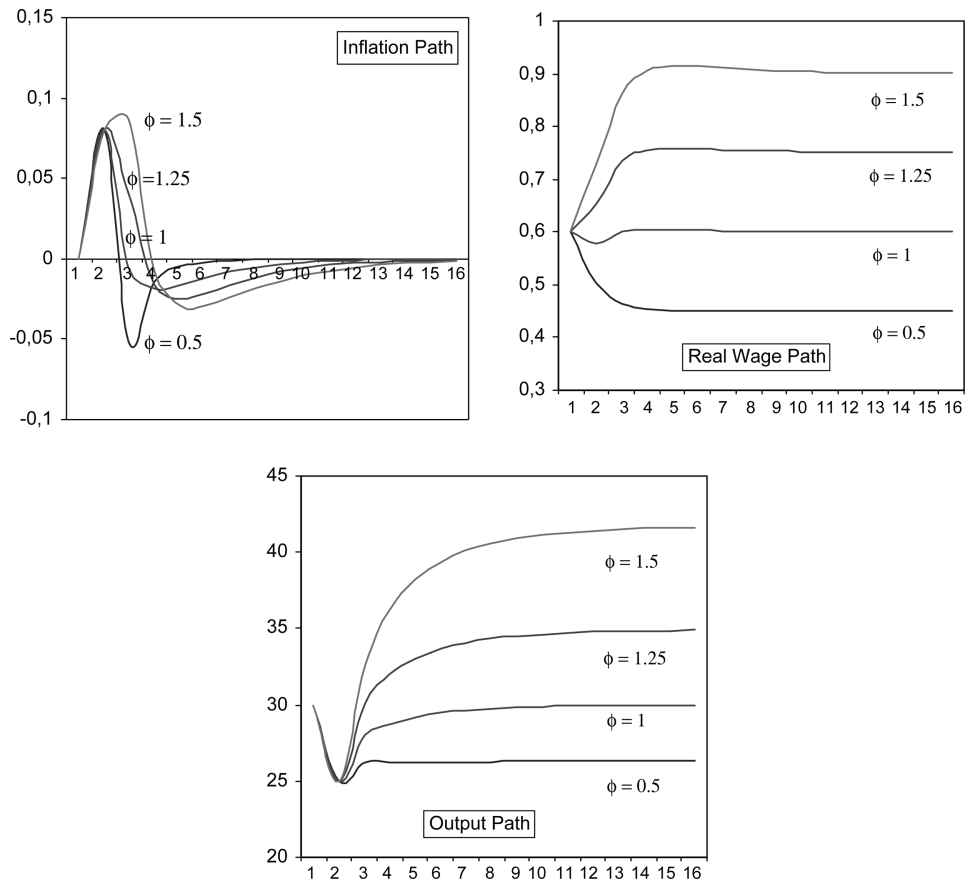 0,15
Inflation Path
0,1
ϕ = 1.5
0,05
ϕ =1.25
ϕ = 1
0
1 2 3 4 5 6 7 8 9 10 11 12 13 14 15 16
-0,05
ϕ = 0.5
-0,1
1
0,9
ϕ = 1.5
0,8
0,7
ϕ = 1.25
0,6
ϕ = 1
0,5
0,4
ϕ = 0.5
Real Wage Path
0,3
1 2 3 4 5 6 7 8 9 10 11 12 13 14 15 16
45
40
ϕ = 1.5
35
ϕ = 1.25
30
ϕ = 1
25
ϕ = 0.5
Output Path
20
1 2 3 4 5 6 7 8 9 10 11 12 13 14 15 16